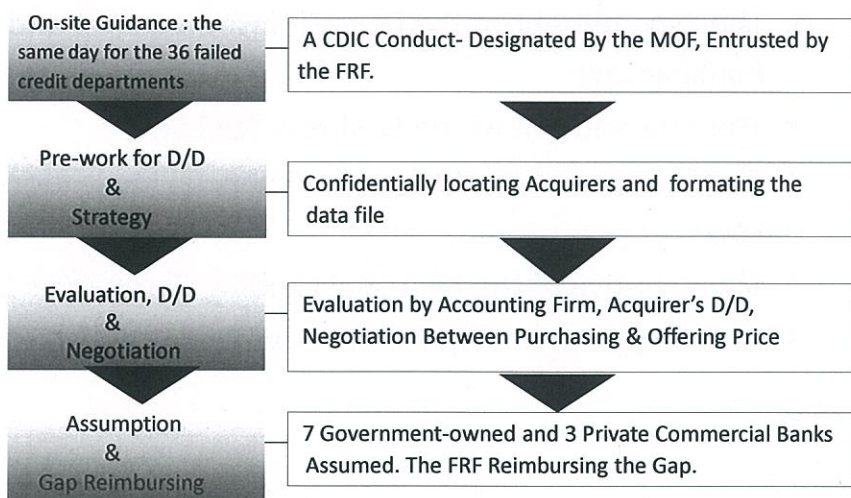 On-site Guidance : the
same day for the 36 failed
credit departments
A CDIC Conduct- Designated By the MOF, Entrusted by
the FRF.
Pre-work for D/D
&
Strategy
Confidentially locating Acquirers and formating the
data file
Evaluation, D/D
&
Negotiation
Evaluation by Accounting Firm, Acquirer's D/D,
Negotiation Between Purchasing & Offering Price
Assumption
&
Gap Reimbursing
7 Government-owned and 3 Private Commercial Banks
Assumed. The FRF Reimbursing the Gap.